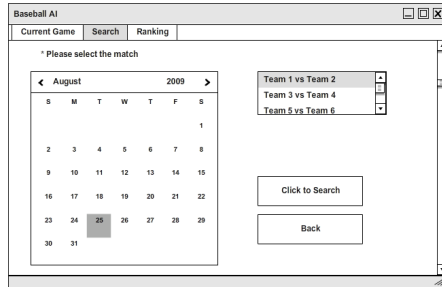 Baseball AI
Current Game Search Ranking
* Please select the match
August 2009
S M T W T F S
1
2 3 4 5 6 7 8
9 10 11 12 13 14 15
16 17 18 19 20 21 22
23 24 25 26 27 28 29
30 31
Team 1 vs Team 2
Team 3 vs Team 4
Team 5 vs Team 6
Click to Search
Back